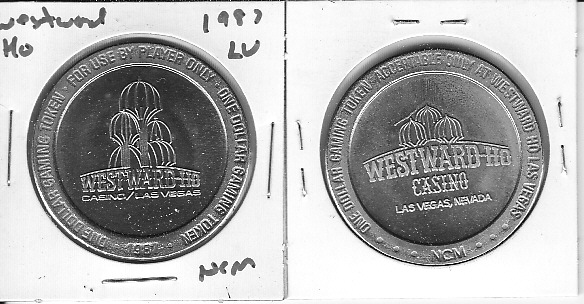 Westward
Ho
1987
LV
ONE DOLLAR GAMING TOKEN · FOR USE BY PLAYER ONLY · ONE DOLLAR GAMING TOKEN
WESTWARD HO
CASINO / LAS VEGAS
1987
NCM
ONE DOLLAR GAMING TOKEN · ACCEPTABLE ONLY AT WESTWARD HO LAS VEGAS
WESTWARD HO
CASINO
LAS VEGAS, NEVADA
NCM